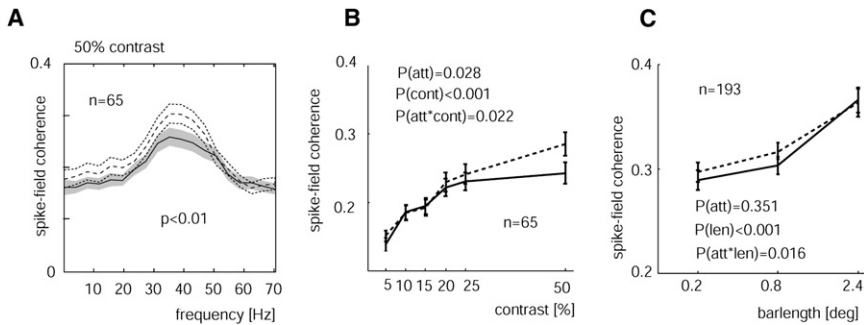 A
50% contrast
0.4
n=65
spike-field coherence
p<0.01
0
10 20 30 40 50 60 70
frequency [Hz]
B
0.4
P(att)=0.028
P(cont)<0.001
P(att*cont)=0.022
0.3
spike-field coherence
0.2
n=65
5 10 15 20 25 50
contrast [%]
C
0.4
n=193
spike-field coherence
0.3
P(att)=0.351
P(len)<0.001
P(att*len)=0.016
0.2
0.2 0.8 2.4
barlength [deg]